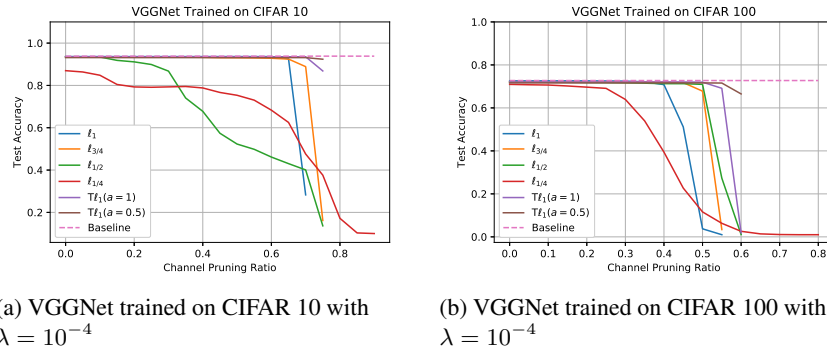 VGGNet Trained on CIFAR 10
Test Accuracy
1.0
0.8
0.6
0.4
0.2
ℓ1
ℓ3/4
ℓ1/2
ℓ1/4
Tℓ1(a = 1)
Tℓ1(a = 0.5)
Baseline
0.0 0.2 0.4 0.6 0.8
Channel Pruning Ratio
VGGNet Trained on CIFAR 100
Test Accuracy
1.0
0.8
0.6
0.4
0.2
0.0
ℓ1
ℓ3/4
ℓ1/2
ℓ1/4
Tℓ1(a = 1)
Tℓ1(a = 0.5)
Baseline
0.0 0.1 0.2 0.3 0.4 0.5 0.6 0.7 0.8
Channel Pruning Ratio
(a) VGGNet trained on CIFAR 10 with
λ = 10⁻⁴
(b) VGGNet trained on CIFAR 100 with
λ = 10⁻⁴